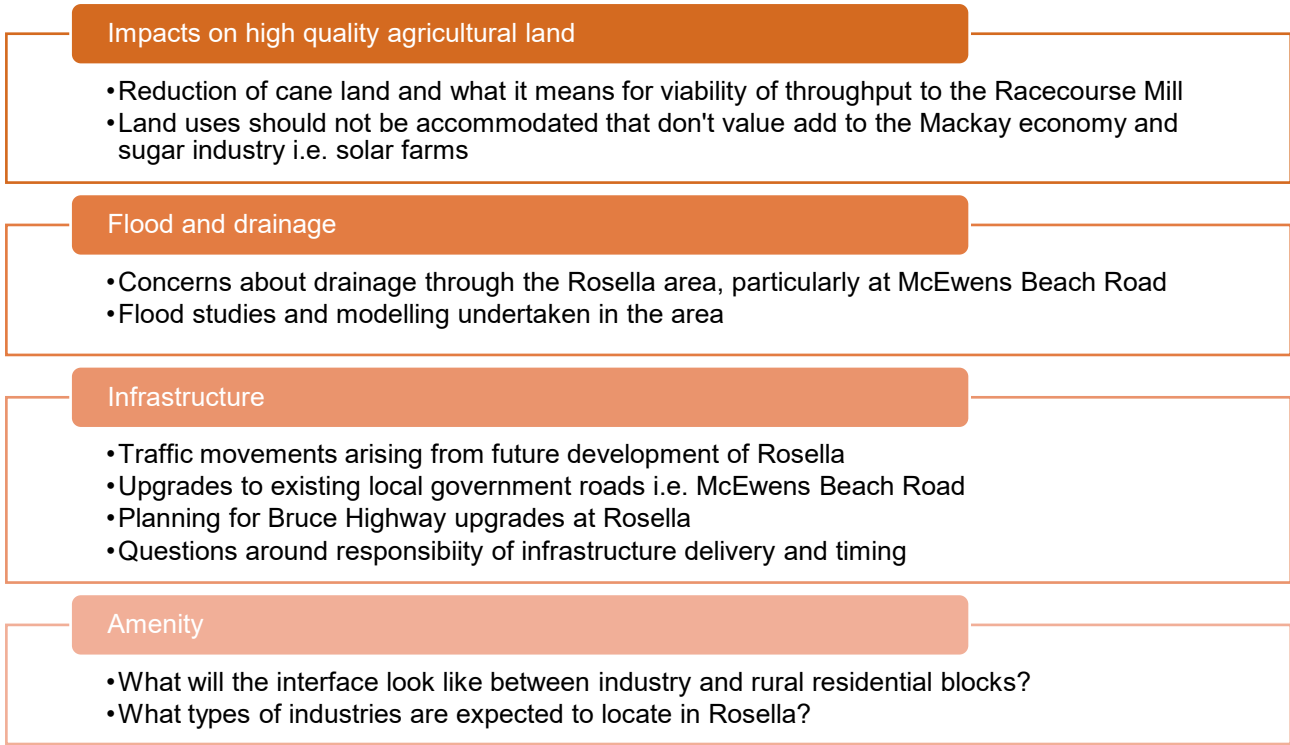 Impacts on high quality agricultural land
•Reduction of cane land and what it means for viability of throughput to the Racecourse Mill
•Land uses should not be accommodated that don't value add to the Mackay economy and
sugar industry i.e. solar farms
Flood and drainage
•Concerns about drainage through the Rosella area, particularly at McEwens Beach Road
•Flood studies and modelling undertaken in the area
Infrastructure
•Traffic movements arising from future development of Rosella
•Upgrades to existing local government roads i.e. McEwens Beach Road
•Planning for Bruce Highway upgrades at Rosella
•Questions around responsibiity of infrastructure delivery and timing
Amenity
•What will the interface look like between industry and rural residential blocks?
•What types of industries are expected to locate in Rosella?